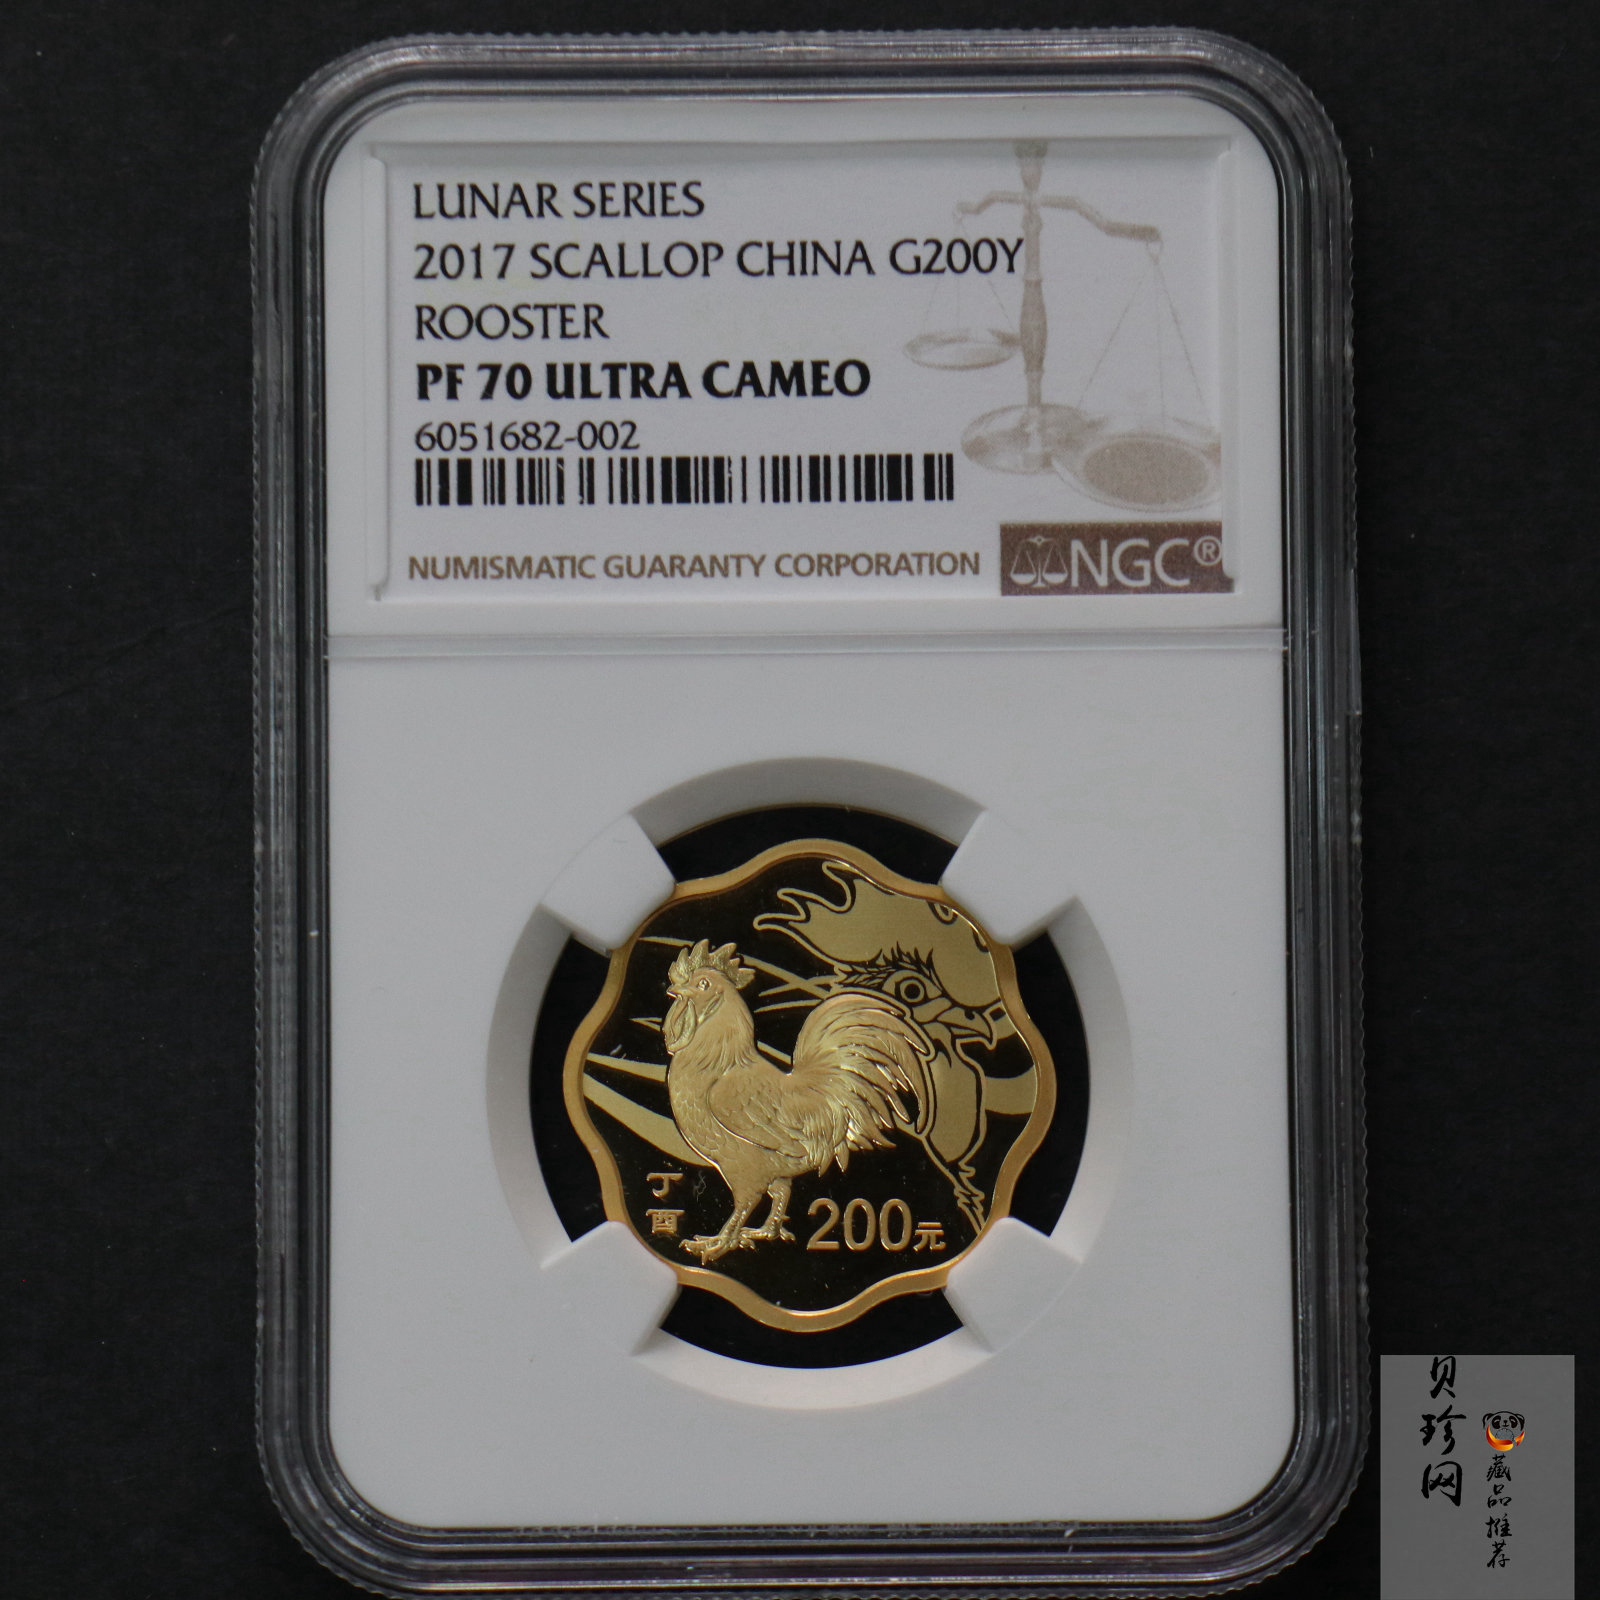 LUNAR SERIES
2017 SCALLOP CHINA G200Y
ROOSTER
PF 70 ULTRA CAMEO
6051682-002
NUMISMATIC GUARANTY CORPORATION
NGC®
丁酉
200元
贝珍网
藏品推荐